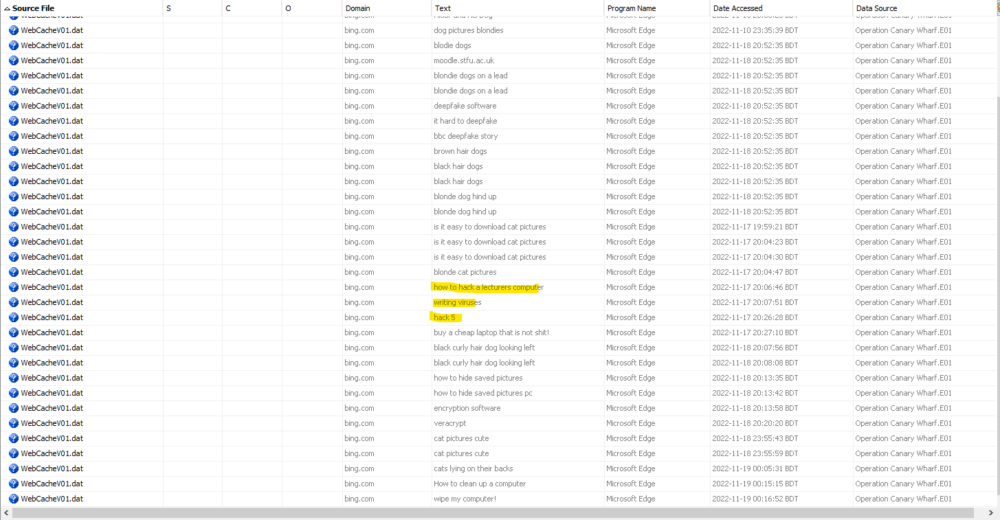 Source File S C O Domain Text Program Name Date Accessed Data Source
WebCacheV01.dat bing.com dog pictures blondies Microsoft Edge 2022-11-10 23:35:39 BDT Operation Canary Wharf.E01
WebCacheV01.dat bing.com blodie dogs Microsoft Edge 2022-11-18 20:52:35 BDT Operation Canary Wharf.E01
WebCacheV01.dat bing.com moodle.stfu.ac.uk Microsoft Edge 2022-11-18 20:52:35 BDT Operation Canary Wharf.E01
WebCacheV01.dat bing.com blondie dogs on a lead Microsoft Edge 2022-11-18 20:52:35 BDT Operation Canary Wharf.E01
WebCacheV01.dat bing.com blondie dogs on a lead Microsoft Edge 2022-11-18 20:52:35 BDT Operation Canary Wharf.E01
WebCacheV01.dat bing.com deepfake software Microsoft Edge 2022-11-18 20:52:35 BDT Operation Canary Wharf.E01
WebCacheV01.dat bing.com it hard to deepfake Microsoft Edge 2022-11-18 20:52:35 BDT Operation Canary Wharf.E01
WebCacheV01.dat bing.com bbc deepfake story Microsoft Edge 2022-11-18 20:52:35 BDT Operation Canary Wharf.E01
WebCacheV01.dat bing.com brown hair dogs Microsoft Edge 2022-11-18 20:52:35 BDT Operation Canary Wharf.E01
WebCacheV01.dat bing.com black hair dogs Microsoft Edge 2022-11-18 20:52:35 BDT Operation Canary Wharf.E01
WebCacheV01.dat bing.com black hair dogs Microsoft Edge 2022-11-18 20:52:35 BDT Operation Canary Wharf.E01
WebCacheV01.dat bing.com blonde dog hind up Microsoft Edge 2022-11-18 20:52:35 BDT Operation Canary Wharf.E01
WebCacheV01.dat bing.com blonde dog hind up Microsoft Edge 2022-11-18 20:52:35 BDT Operation Canary Wharf.E01
WebCacheV01.dat bing.com is it easy to download cat pictures Microsoft Edge 2022-11-17 19:59:21 BDT Operation Canary Wharf.E01
WebCacheV01.dat bing.com is it easy to download cat pictures Microsoft Edge 2022-11-17 20:04:23 BDT Operation Canary Wharf.E01
WebCacheV01.dat bing.com is it easy to download cat pictures Microsoft Edge 2022-11-17 20:04:30 BDT Operation Canary Wharf.E01
WebCacheV01.dat bing.com blonde cat pictures Microsoft Edge 2022-11-17 20:04:47 BDT Operation Canary Wharf.E01
WebCacheV01.dat bing.com how to hack a lecturers computer Microsoft Edge 2022-11-17 20:06:46 BDT Operation Canary Wharf.E01
WebCacheV01.dat bing.com writing viruses Microsoft Edge 2022-11-17 20:07:51 BDT Operation Canary Wharf.E01
WebCacheV01.dat bing.com hack 5 Microsoft Edge 2022-11-17 20:26:28 BDT Operation Canary Wharf.E01
WebCacheV01.dat bing.com buy a cheap laptop that is not shit! Microsoft Edge 2022-11-17 20:27:10 BDT Operation Canary Wharf.E01
WebCacheV01.dat bing.com black curly hair dog looking left Microsoft Edge 2022-11-18 20:07:56 BDT Operation Canary Wharf.E01
WebCacheV01.dat bing.com black curly hair dog looking left Microsoft Edge 2022-11-18 20:08:08 BDT Operation Canary Wharf.E01
WebCacheV01.dat bing.com how to hide saved pictures Microsoft Edge 2022-11-18 20:13:35 BDT Operation Canary Wharf.E01
WebCacheV01.dat bing.com how to hide saved pictures pc Microsoft Edge 2022-11-18 20:13:42 BDT Operation Canary Wharf.E01
WebCacheV01.dat bing.com encryption software Microsoft Edge 2022-11-18 20:13:58 BDT Operation Canary Wharf.E01
WebCacheV01.dat bing.com veracrypt Microsoft Edge 2022-11-18 20:20:20 BDT Operation Canary Wharf.E01
WebCacheV01.dat bing.com cat pictures cute Microsoft Edge 2022-11-18 23:55:43 BDT Operation Canary Wharf.E01
WebCacheV01.dat bing.com cat pictures cute Microsoft Edge 2022-11-18 23:55:59 BDT Operation Canary Wharf.E01
WebCacheV01.dat bing.com cats lying on their backs Microsoft Edge 2022-11-19 00:05:31 BDT Operation Canary Wharf.E01
WebCacheV01.dat bing.com How to clean up a computer Microsoft Edge 2022-11-19 00:15:15 BDT Operation Canary Wharf.E01
WebCacheV01.dat bing.com wipe my computer! Microsoft Edge 2022-11-19 00:16:52 BDT Operation Canary Wharf.E01